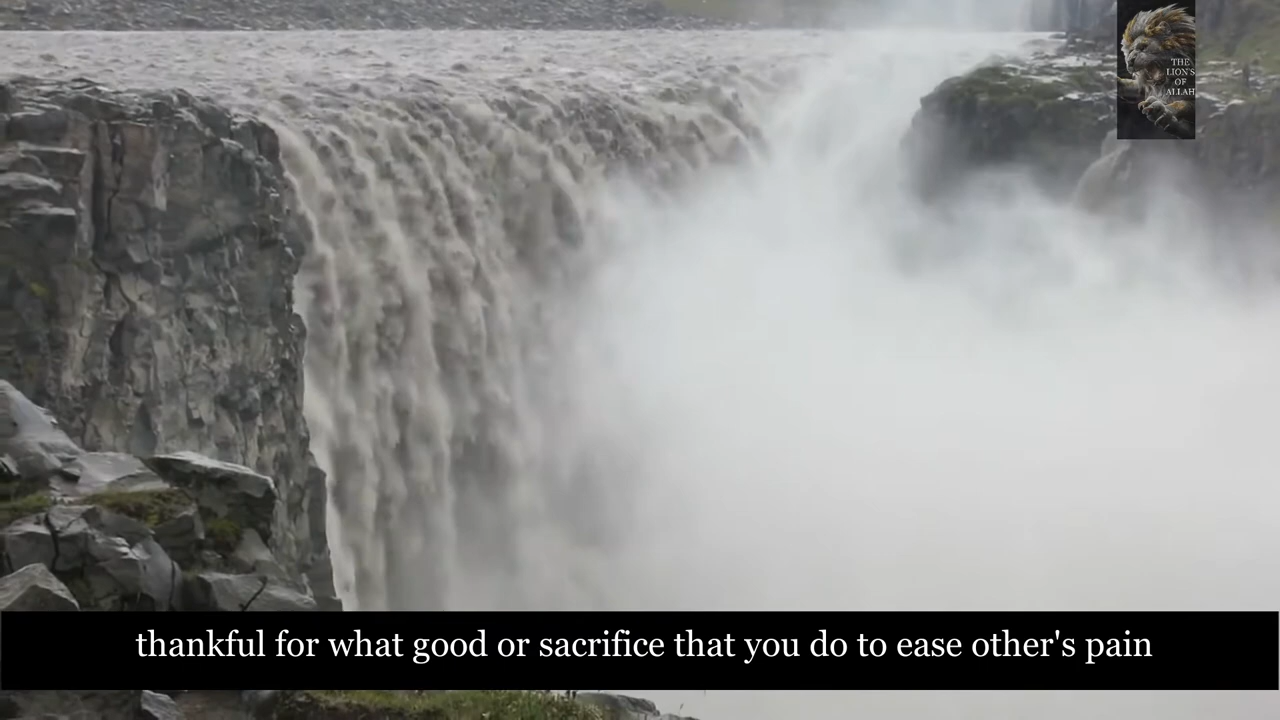 THE
LION'S
OF
ALLAH
thankful for what good or sacrifice that you do to ease other's pain